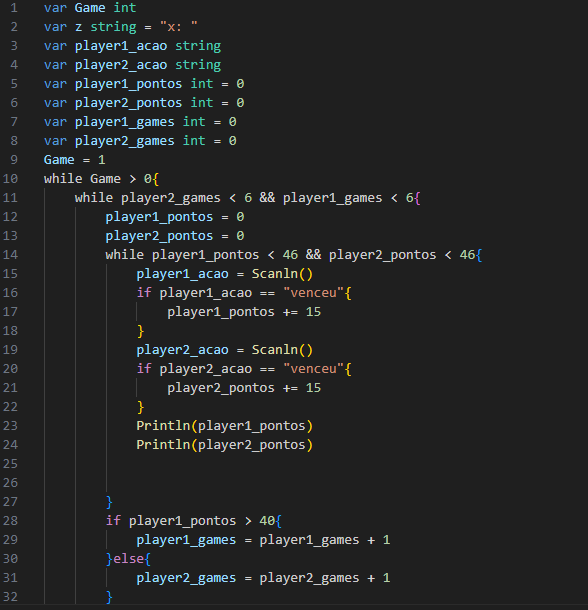 1 var Game int
2 var z string = "x: "
3 var player1_acao string
4 var player2_acao string
5 var player1_pontos int = 0
6 var player2_pontos int = 0
7 var player1_games int = 0
8 var player2_games int = 0
9 Game = 1
10 while Game > 0{
11     while player2_games < 6 && player1_games < 6{
12         player1_pontos = 0
13         player2_pontos = 0
14         while player1_pontos < 46 && player2_pontos < 46{
15             player1_acao = Scanln()
16             if player1_acao == "venceu"{
17                 player1_pontos += 15
18             }
19             player2_acao = Scanln()
20             if player2_acao == "venceu"{
21                 player2_pontos += 15
22             }
23             Println(player1_pontos)
24             Println(player2_pontos)
25
26
27         }
28         if player1_pontos > 40{
29             player1_games = player1_games + 1
30         }else{
31             player2_games = player2_games + 1
32         }